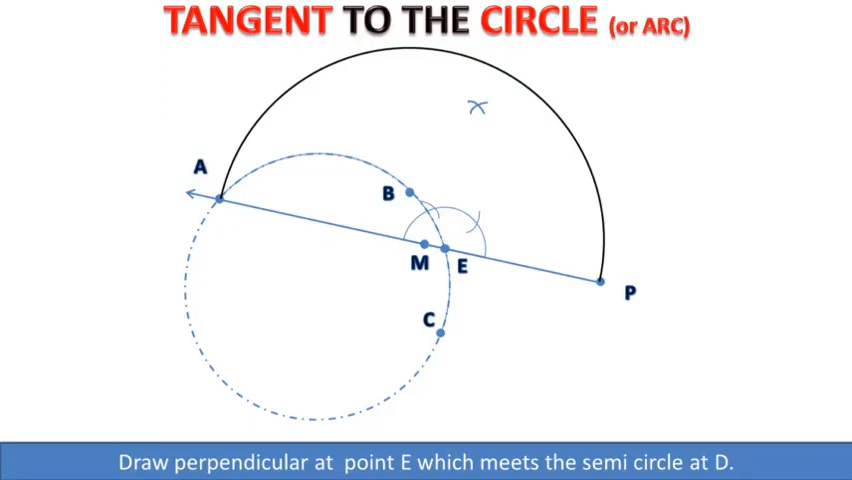 TANGENT TO THE CIRCLE (or ARC)
A
B
M
E
P
C
Draw perpendicular at point E which meets the semi circle at D.